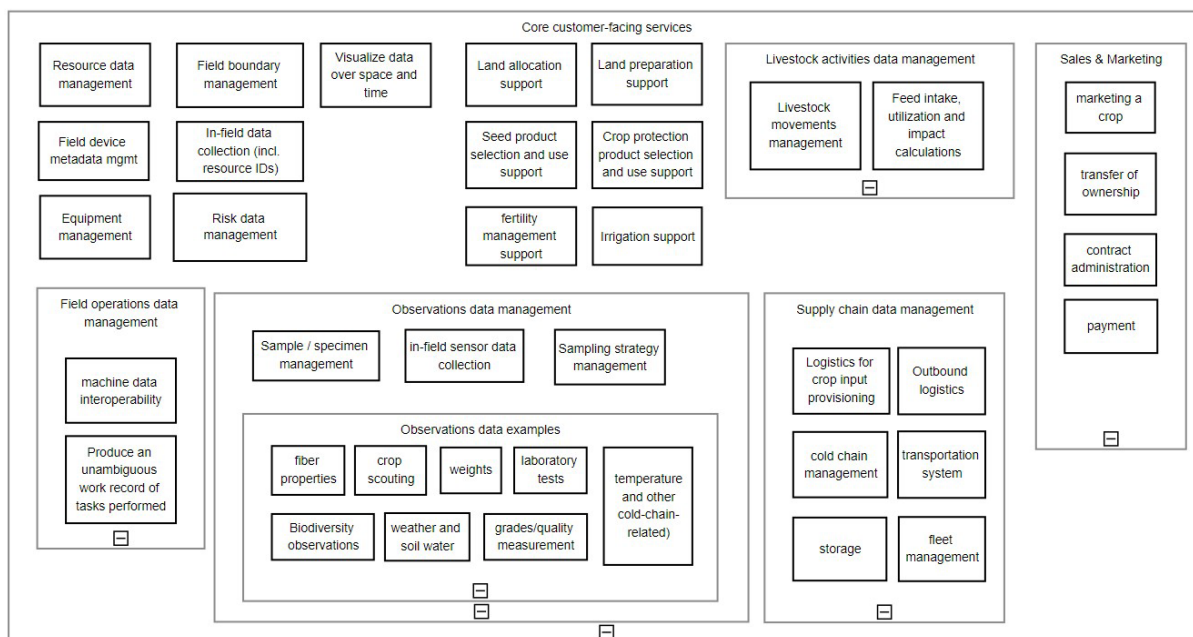 Core customer-facing services
Resource data
management
Field boundary
management
Visualize data
over space and
time
Field device
metadata mgmt
In-field data
collection (incl.
resource IDs)
Equipment
management
Risk data
management
Land allocation
support
Land preparation
support
Seed product
selection and use
support
Crop protection
product selection
and use support
fertility
management
support
Irrigation support
Livestock activities data management
Livestock
movements
management
Feed intake,
utilization and
impact
calculations
Sales & Marketing
marketing a
crop
transfer of
ownership
contract
administration
payment
Field operations data
management
machine data
interoperability
Produce an
unambiguous
work record of
tasks performed
Observations data management
Sample / specimen
management
in-field sensor data
collection
Sampling strategy
management
Observations data examples
fiber
properties
crop
scouting
weights
laboratory
tests
temperature
and other
cold-chain-
related)
Biodiversity
observations
weather and
soil water
grades/quality
measurement
Supply chain data management
Logistics for
crop input
provisioning
Outbound
logistics
cold chain
management
transportation
system
storage
fleet
management